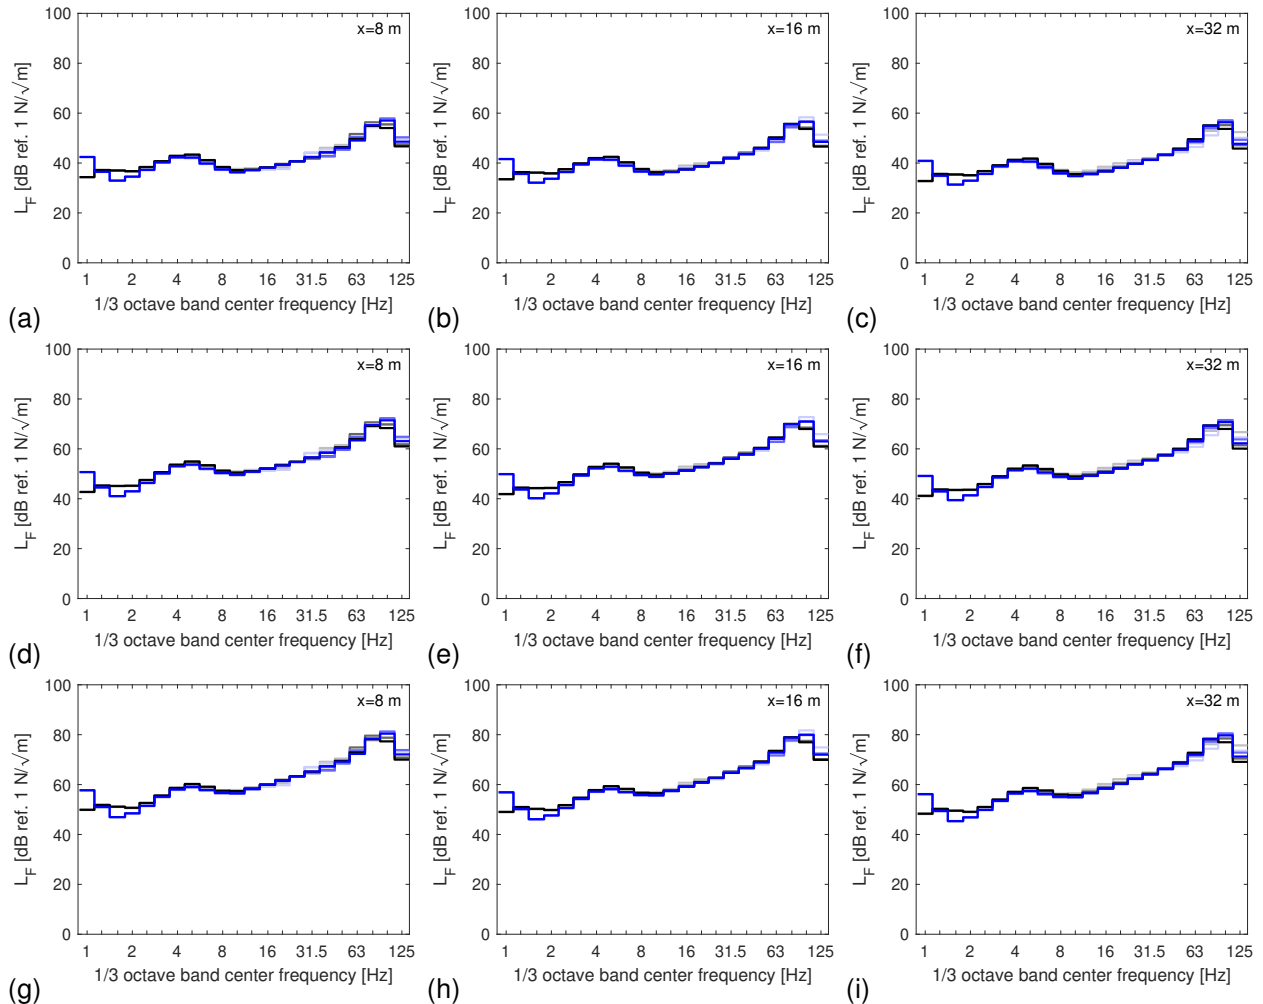 100
80
60
40
20
0
L_F [dB ref. 1 N/√m]
x=8 m
1 2 4 8 16 31.5 63 125
1/3 octave band center frequency [Hz]
(a)
100
80
60
40
20
0
L_F [dB ref. 1 N/√m]
x=16 m
1 2 4 8 16 31.5 63 125
1/3 octave band center frequency [Hz]
(b)
100
80
60
40
20
0
L_F [dB ref. 1 N/√m]
x=32 m
1 2 4 8 16 31.5 63 125
1/3 octave band center frequency [Hz]
(c)
100
80
60
40
20
0
L_F [dB ref. 1 N/√m]
x=8 m
1 2 4 8 16 31.5 63 125
1/3 octave band center frequency [Hz]
(d)
100
80
60
40
20
0
L_F [dB ref. 1 N/√m]
x=16 m
1 2 4 8 16 31.5 63 125
1/3 octave band center frequency [Hz]
(e)
100
80
60
40
20
0
L_F [dB ref. 1 N/√m]
x=32 m
1 2 4 8 16 31.5 63 125
1/3 octave band center frequency [Hz]
(f)
100
80
60
40
20
0
L_F [dB ref. 1 N/√m]
x=8 m
1 2 4 8 16 31.5 63 125
1/3 octave band center frequency [Hz]
(g)
100
80
60
40
20
0
L_F [dB ref. 1 N/√m]
x=16 m
1 2 4 8 16 31.5 63 125
1/3 octave band center frequency [Hz]
(h)
100
80
60
40
20
0
L_F [dB ref. 1 N/√m]
x=32 m
1 2 4 8 16 31.5 63 125
1/3 octave band center frequency [Hz]
(i)